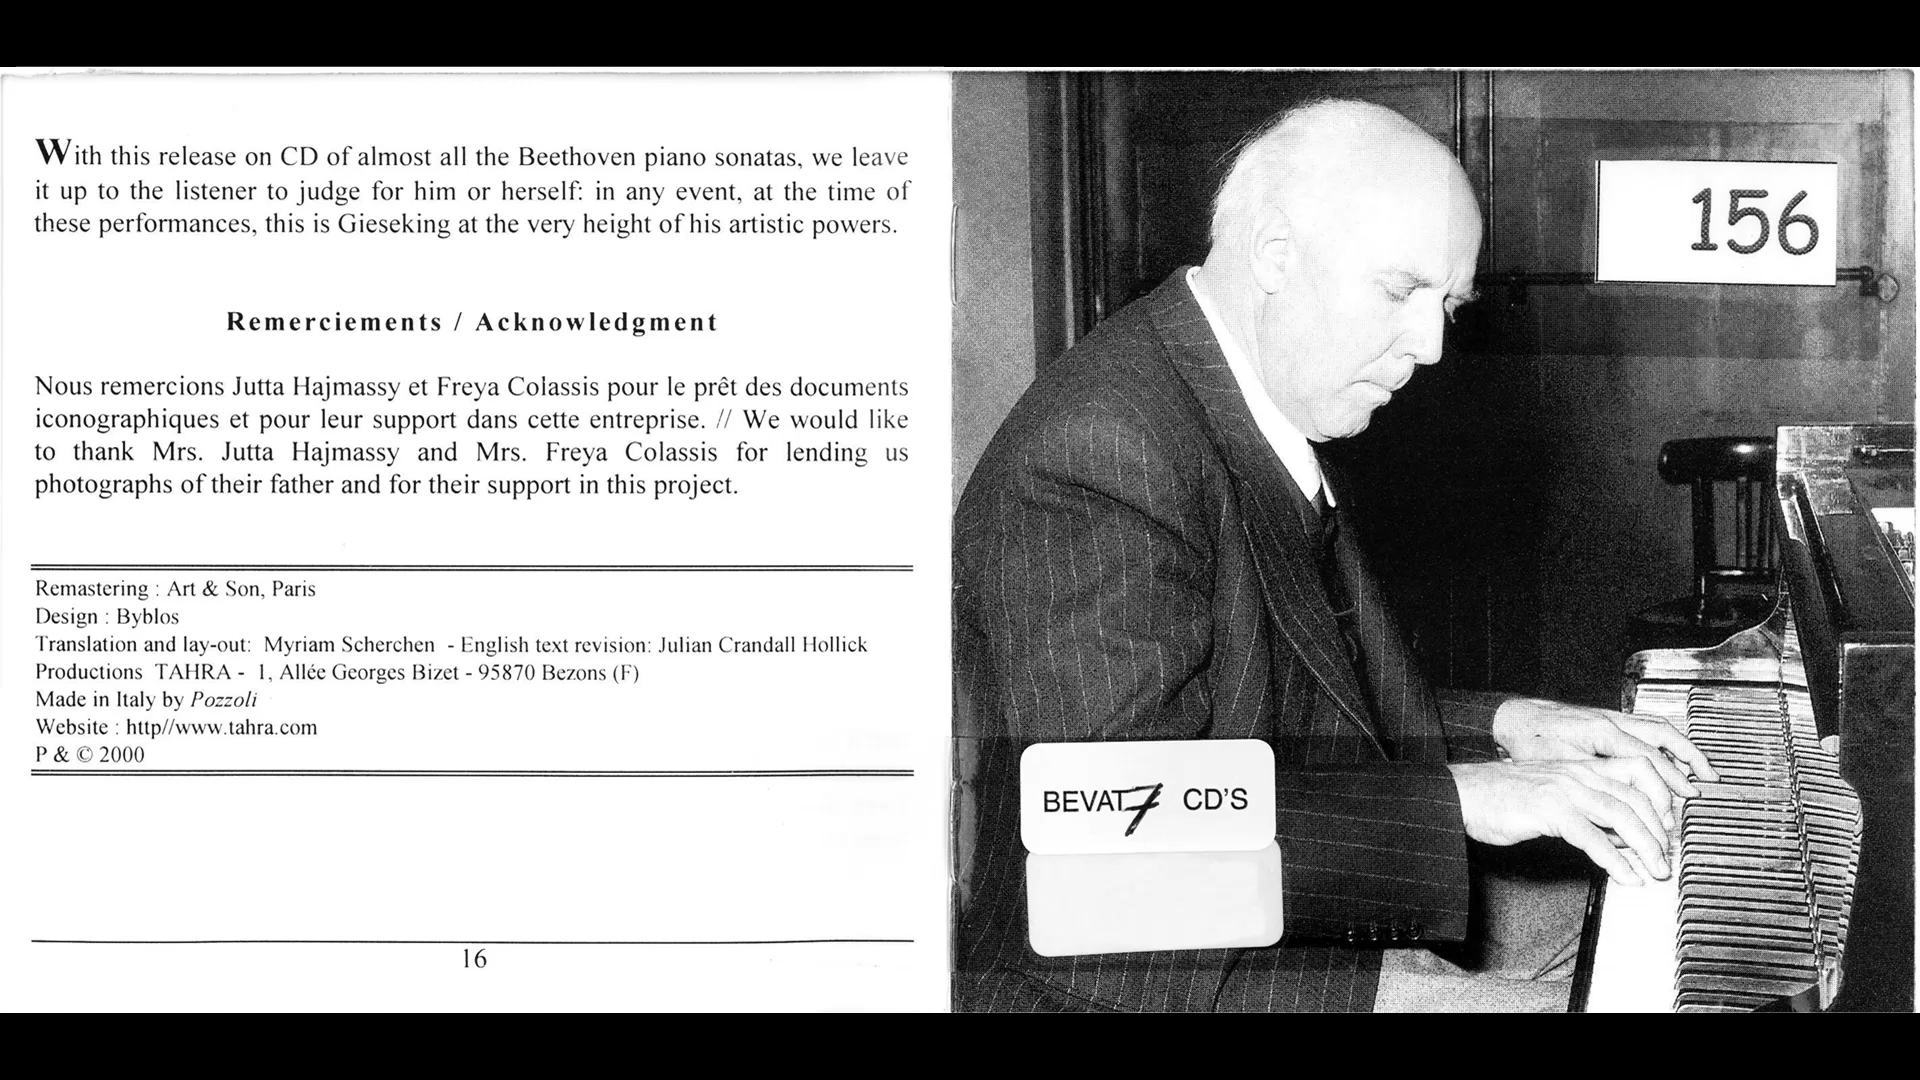 With this release on CD of almost all the Beethoven piano sonatas, we leave
it up to the listener to judge for him or herself: in any event, at the time of
these performances, this is Gieseking at the very height of his artistic powers.
Remerciements / Acknowledgment
Nous remercions Jutta Hajmassy et Freya Colassis pour le prêt des documents
iconographiques et pour leur support dans cette entreprise. // We would like
to thank Mrs. Jutta Hajmassy and Mrs. Freya Colassis for lending us
photographs of their father and for their support in this project.
Remastering : Art & Son, Paris
Design : Byblos
Translation and lay-out: Myriam Scherchen - English text revision: Julian Crandall Hollick
Productions TAHRA - 1, Allée Georges Bizet - 95870 Bezons (F)
Made in Italy by Pozzoli
Website : http//www.tahra.com
P & © 2000
16
156
BEVAT 7 CD'S